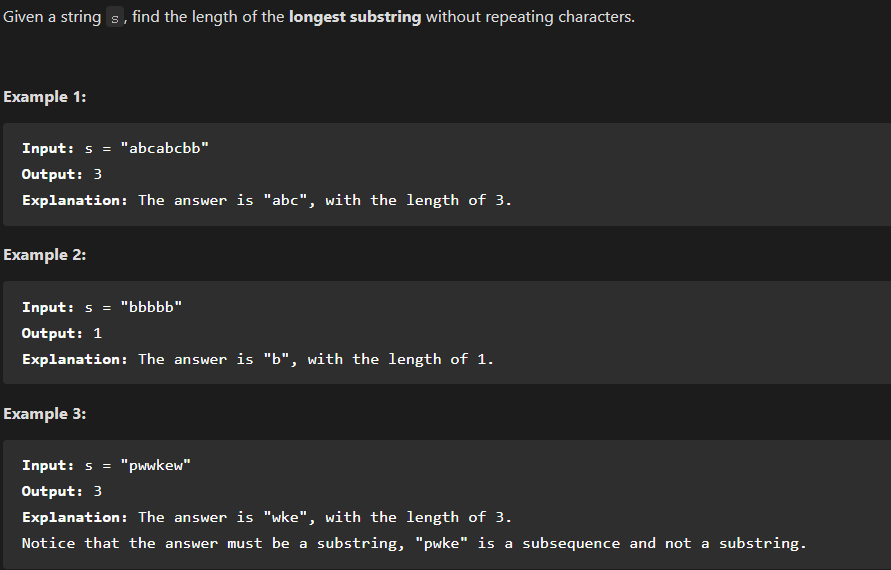 Given a string s, find the length of the longest substring without repeating characters.
Example 1:
Input: s = "abcabcbb"
Output: 3
Explanation: The answer is "abc", with the length of 3.
Example 2:
Input: s = "bbbbb"
Output: 1
Explanation: The answer is "b", with the length of 1.
Example 3:
Input: s = "pwwkew"
Output: 3
Explanation: The answer is "wke", with the length of 3.
Notice that the answer must be a substring, "pwke" is a subsequence and not a substring.